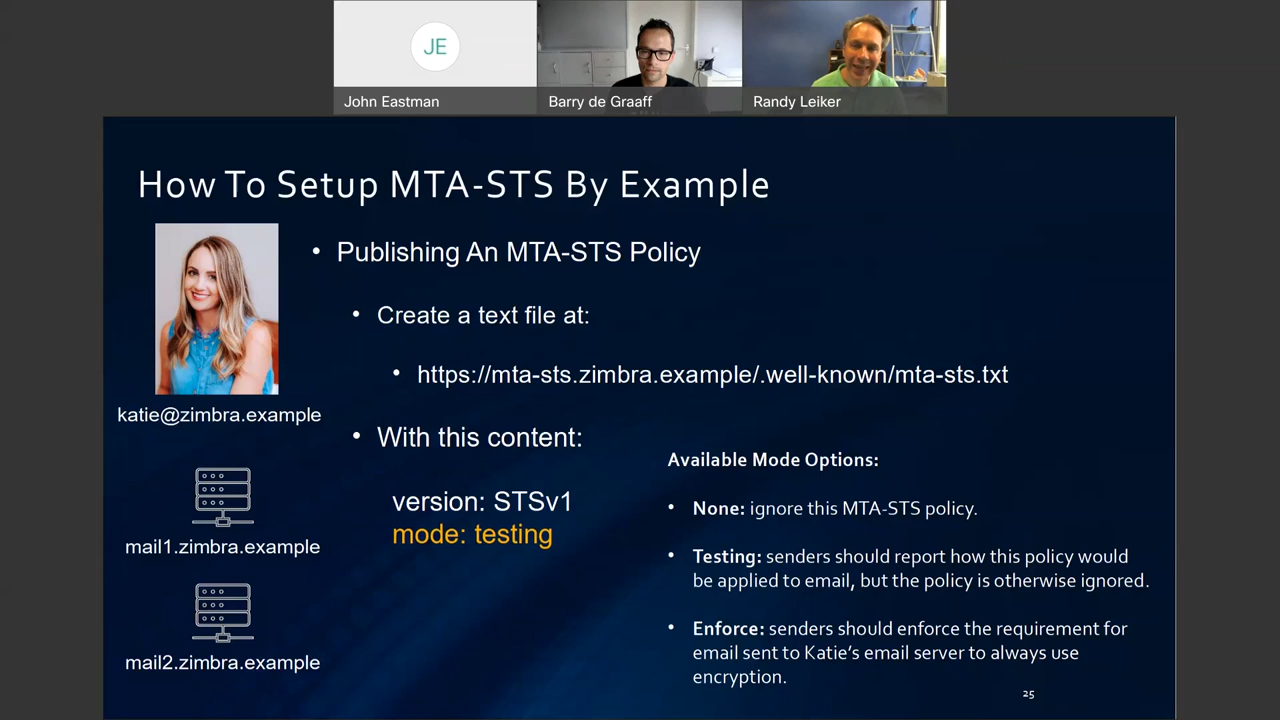 JE
John Eastman
Barry de Graaff
Randy Leiker
How To Setup MTA-STS By Example
• Publishing An MTA-STS Policy
• Create a text file at:
• https://mta-sts.zimbra.example/.well-known/mta-sts.txt
katie@zimbra.example
• With this content:
version: STSv1
mode: testing
mail1.zimbra.example
mail2.zimbra.example
Available Mode Options:
• None: ignore this MTA-STS policy.
• Testing: senders should report how this policy would
be applied to email, but the policy is otherwise ignored.
• Enforce: senders should enforce the requirement for
email sent to Katie's email server to always use
encryption.
25